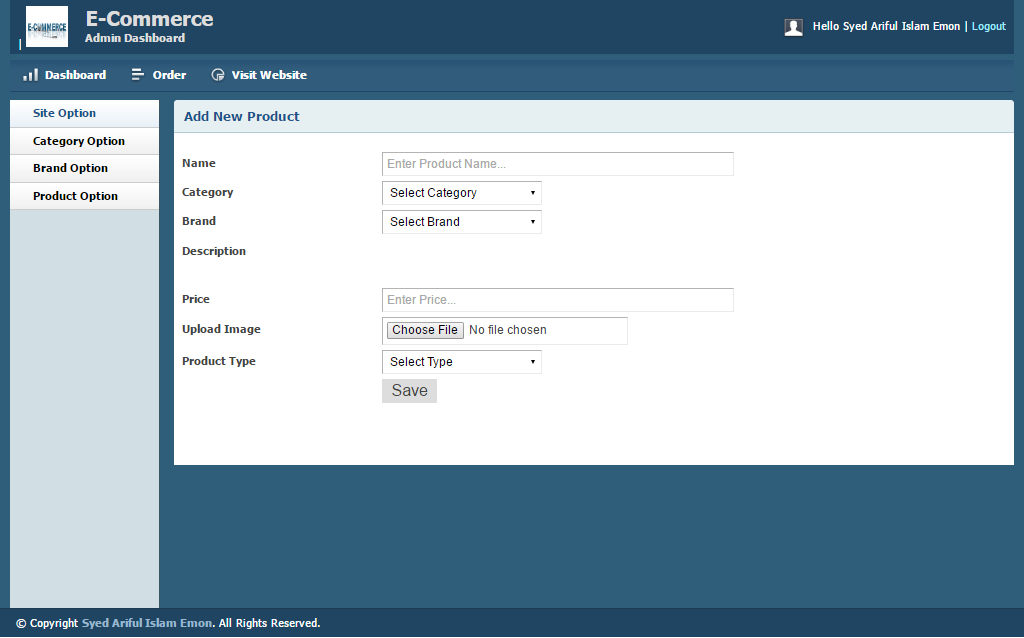 E-COMMERCE
E-Commerce
Admin Dashboard
Hello Syed Ariful Islam Emon | Logout
Dashboard Order Visit Website
Site Option
Category Option
Brand Option
Product Option
Add New Product
Name Enter Product Name...
Category Select Category
Brand Select Brand
Description
Price Enter Price...
Upload Image Choose File No file chosen
Product Type Select Type
Save
© Copyright Syed Ariful Islam Emon. All Rights Reserved.